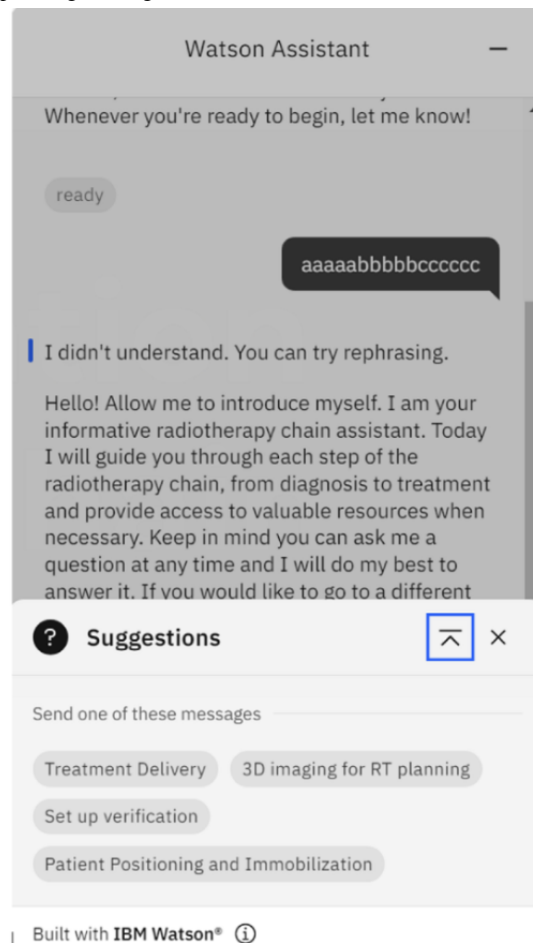 Watson Assistant
Whenever you're ready to begin, let me know!
ready
aaaaabbbbbcccccc
I didn't understand. You can try rephrasing.
Hello! Allow me to introduce myself. I am your
informative radiotherapy chain assistant. Today
I will guide you through each step of the
radiotherapy chain, from diagnosis to treatment
and provide access to valuable resources when
necessary. Keep in mind you can ask me a
question at any time and I will do my best to
answer it. If you would like to go to a different
? Suggestions
Send one of these messages
Treatment Delivery 3D imaging for RT planning
Set up verification
Patient Positioning and Immobilization
Built with IBM Watson®